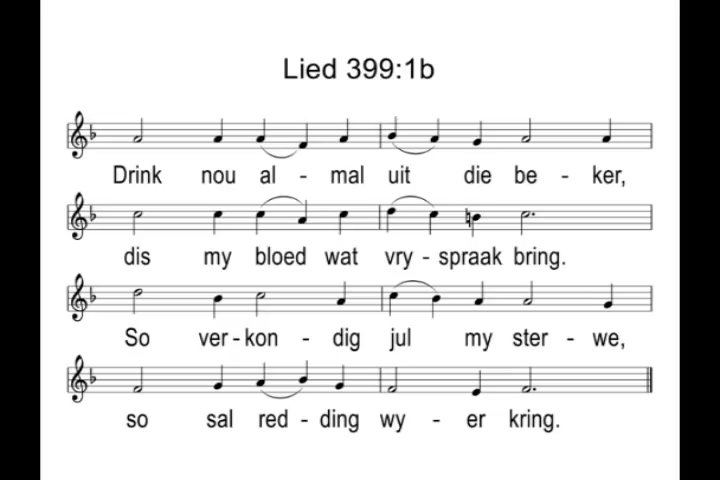 Lied 399:1b
Drink nou al - mal uit die be - ker,
dis my bloed wat vry - spraak bring.
So ver - kon - dig jul my ster - we,
so sal red - ding wy - er kring.